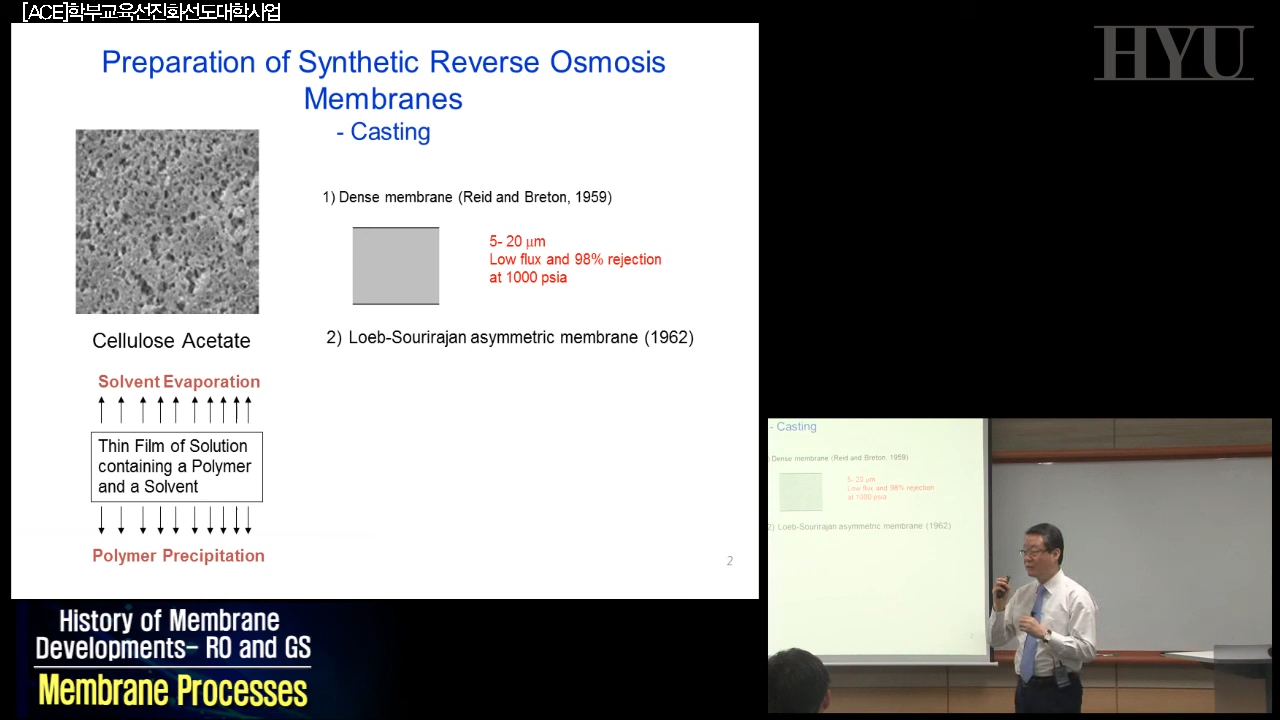 [ACE]학부교육선진화선도대학사업
HYU
Preparation of Synthetic Reverse Osmosis
Membranes
- Casting
1) Dense membrane (Reid and Breton, 1959)
5- 20 μm
Low flux and 98% rejection
at 1000 psia
2) Loeb-Sourirajan asymmetric membrane (1962)
Cellulose Acetate
Solvent Evaporation
Thin Film of Solution
containing a Polymer
and a Solvent
Polymer Precipitation
2
- Casting
Dense membrane (Reid and Breton, 1959)
5- 20 μm
Low flux and 98% rejection
at 1000 psia
2) Loeb-Sourirajan asymmetric membrane (1962)
History of Membrane
Developments- RO and GS
Membrane Processes